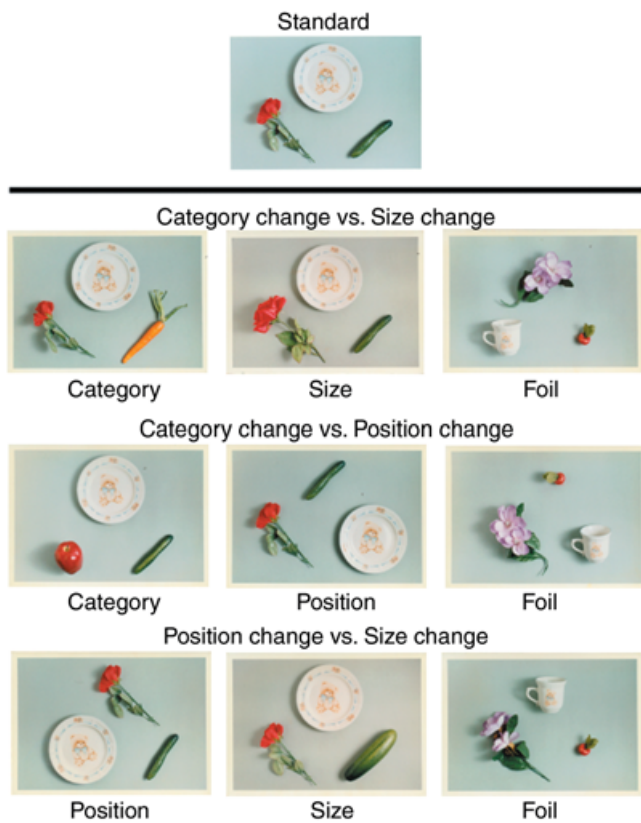 Standard
Category change vs. Size change
Category
Size
Foil
Category change vs. Position change
Category
Position
Foil
Position change vs. Size change
Position
Size
Foil